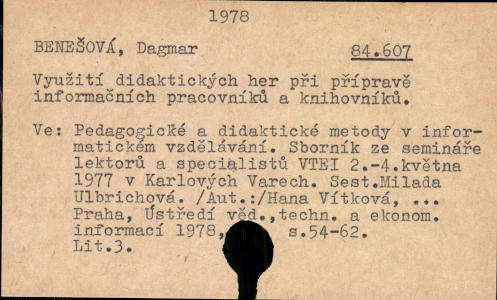 1978
BENEŠOVÁ, Dagmar 84.607
Využití didaktických her při přípravě
informačních pracovníků a knihovníků.
Ve: Pedagogické a didaktické metody v infor-
matickém vzdělávání. Sborník ze semináře
lektorů a specialistů VTEI 2.-4.května
1977 v Karlových Varech. Sest.Milada
Ulbrichová. /Aut.:/Hana Vítková, ...
Praha, Ústředí věd.,techn. a ekonom.
informací 1978, s.54-62.
Lit.3.